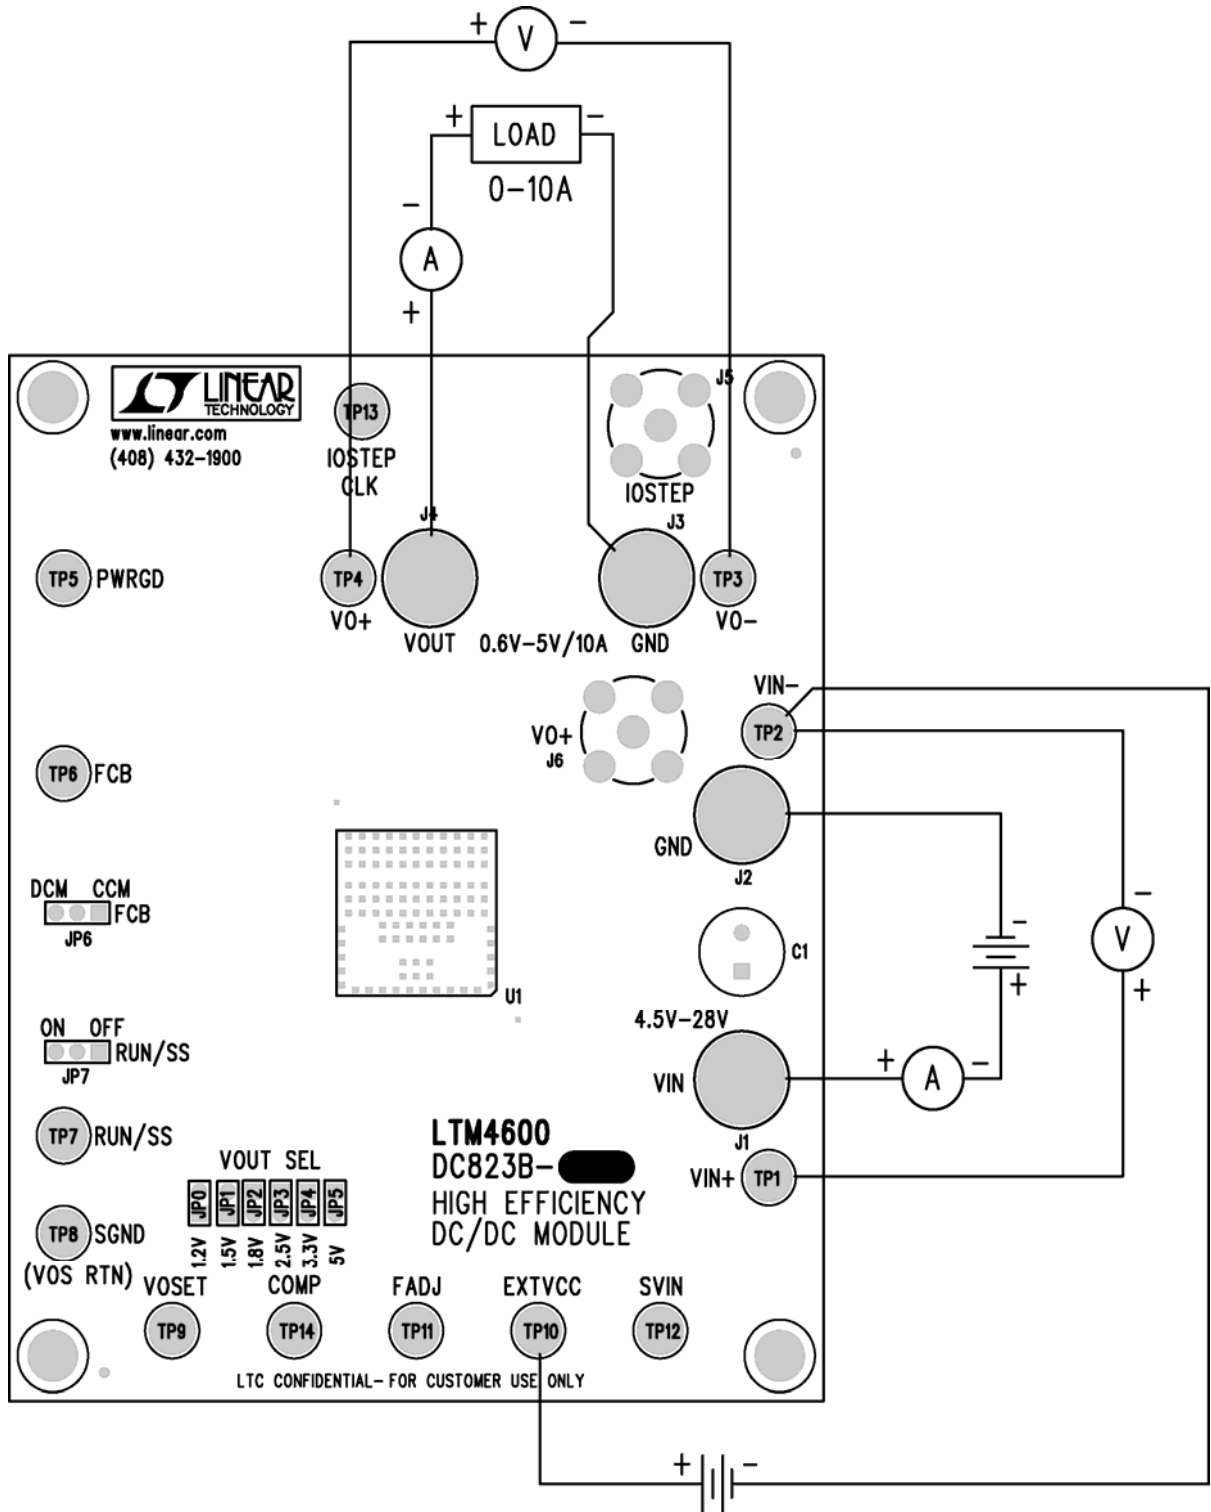 + V -
+ LOAD -
0-10A
-
A
+
LINEAR
TECHNOLOGY
www.linear.com
(408) 432-1900
TP13
IOSTEP
CLK
J5
IOSTEP
J4
J3
TP5 PWRGD
TP4
TP3
VO+
VOUT
0.6V-5V/10A
GND
VO-
VIN-
TP2
VO+
J6
TP6 FCB
GND
J2
DCM CCM
FCB
JP6
-
V
+
-
+
C1
U1
4.5V-28V
ON OFF
RUN/SS
JP7
VIN
+ A -
J1
TP7 RUN/SS
LTM4600
DC823B-
HIGH EFFICIENCY
DC/DC MODULE
VIN+ TP1
VOUT SEL
JP0 JP1 JP2 JP3 JP4 JP5
1.2V 1.5V 1.8V 2.5V 3.3V 5V
TP8 SGND
(VOS RTN)
VOSET COMP FADJ EXTVCC SVIN
TP9 TP14 TP11 TP10 TP12
LTC CONFIDENTIAL-FOR CUSTOMER USE ONLY
+ -